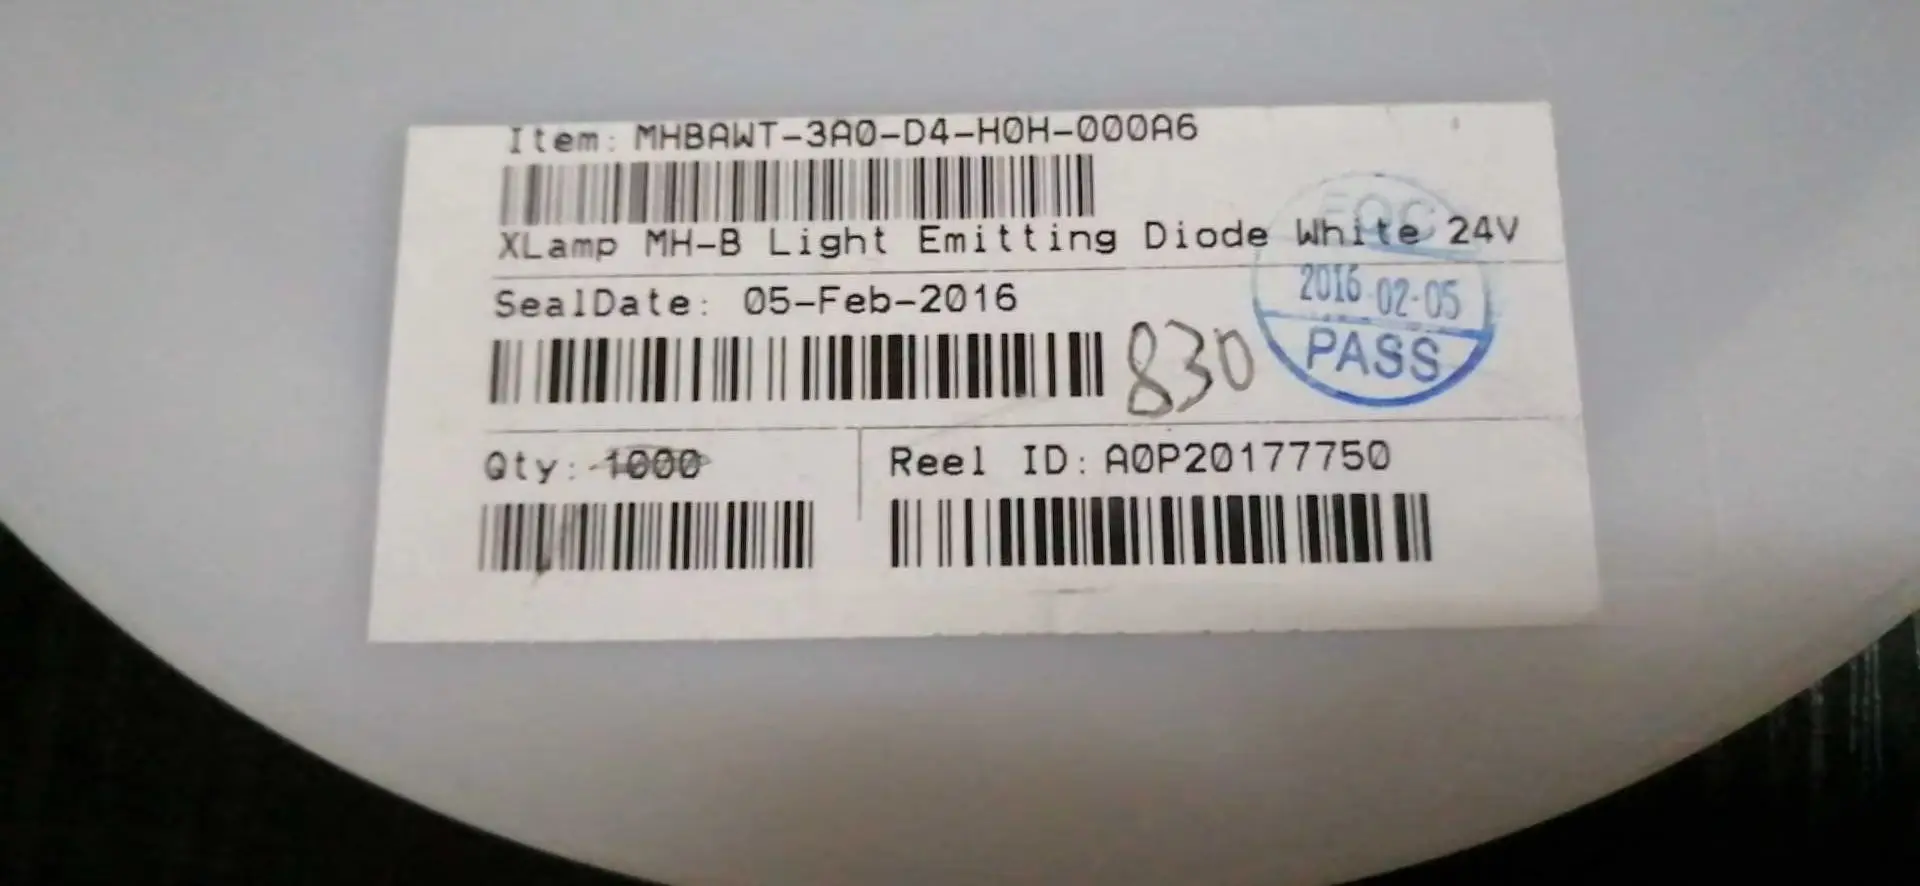 Item: MHBAWT-3A0-D4-H0H-000A6
XLamp MH-B Light Emitting Diode White 24V
SealDate: 05-Feb-2016
830
2016-02-05
PASS
Qty: 1000
Reel ID: A0P20177750